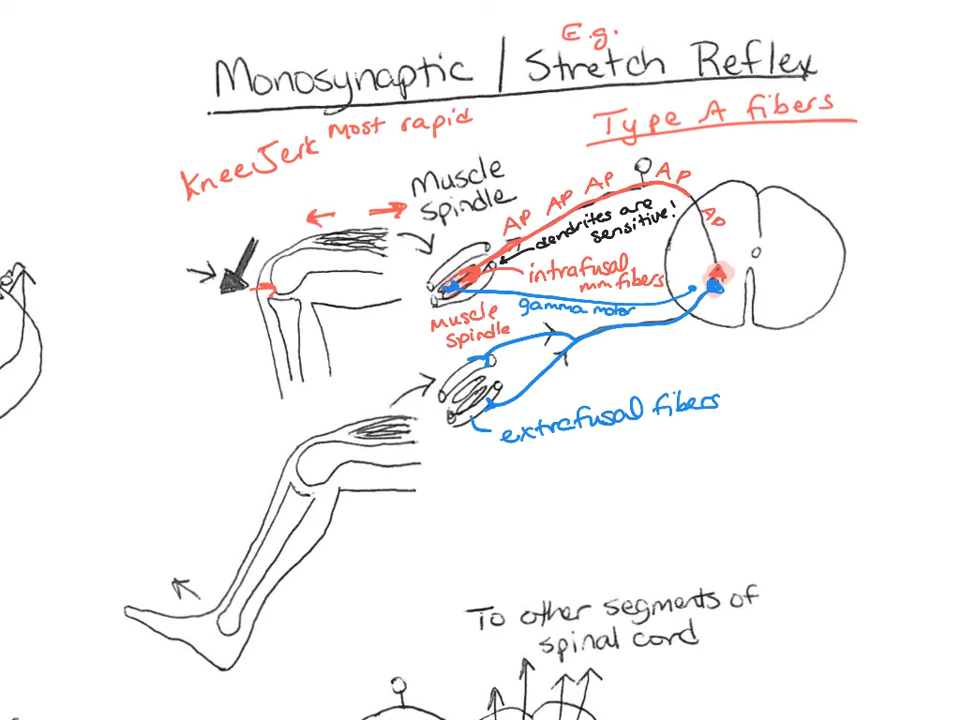 E.g.
Monosynaptic / Stretch Reflex
Knee Jerk Most rapid
Type A fibers
Muscle
spindle
AP AP AP AP
AP
dendrites are
sensitive!
intrafusal
mm fibers
gamma motor
Muscle
spindle
extrafusal fibers
To other segments of
spinal cord